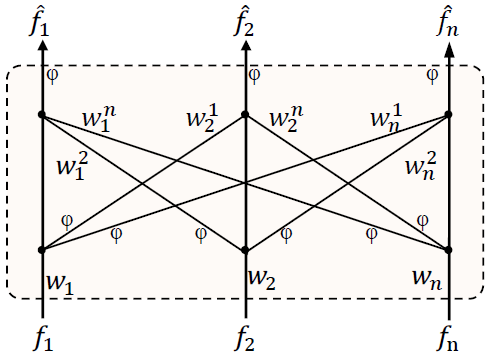 f̂₁ f̂₂ f̂ₙ
φ φ φ
w₁ⁿ w₂¹ w₂ⁿ wₙ¹
w₁² wₙ²
φ φ φ φ φ φ
w₁ w₂ wₙ
f₁ f₂ fₙ